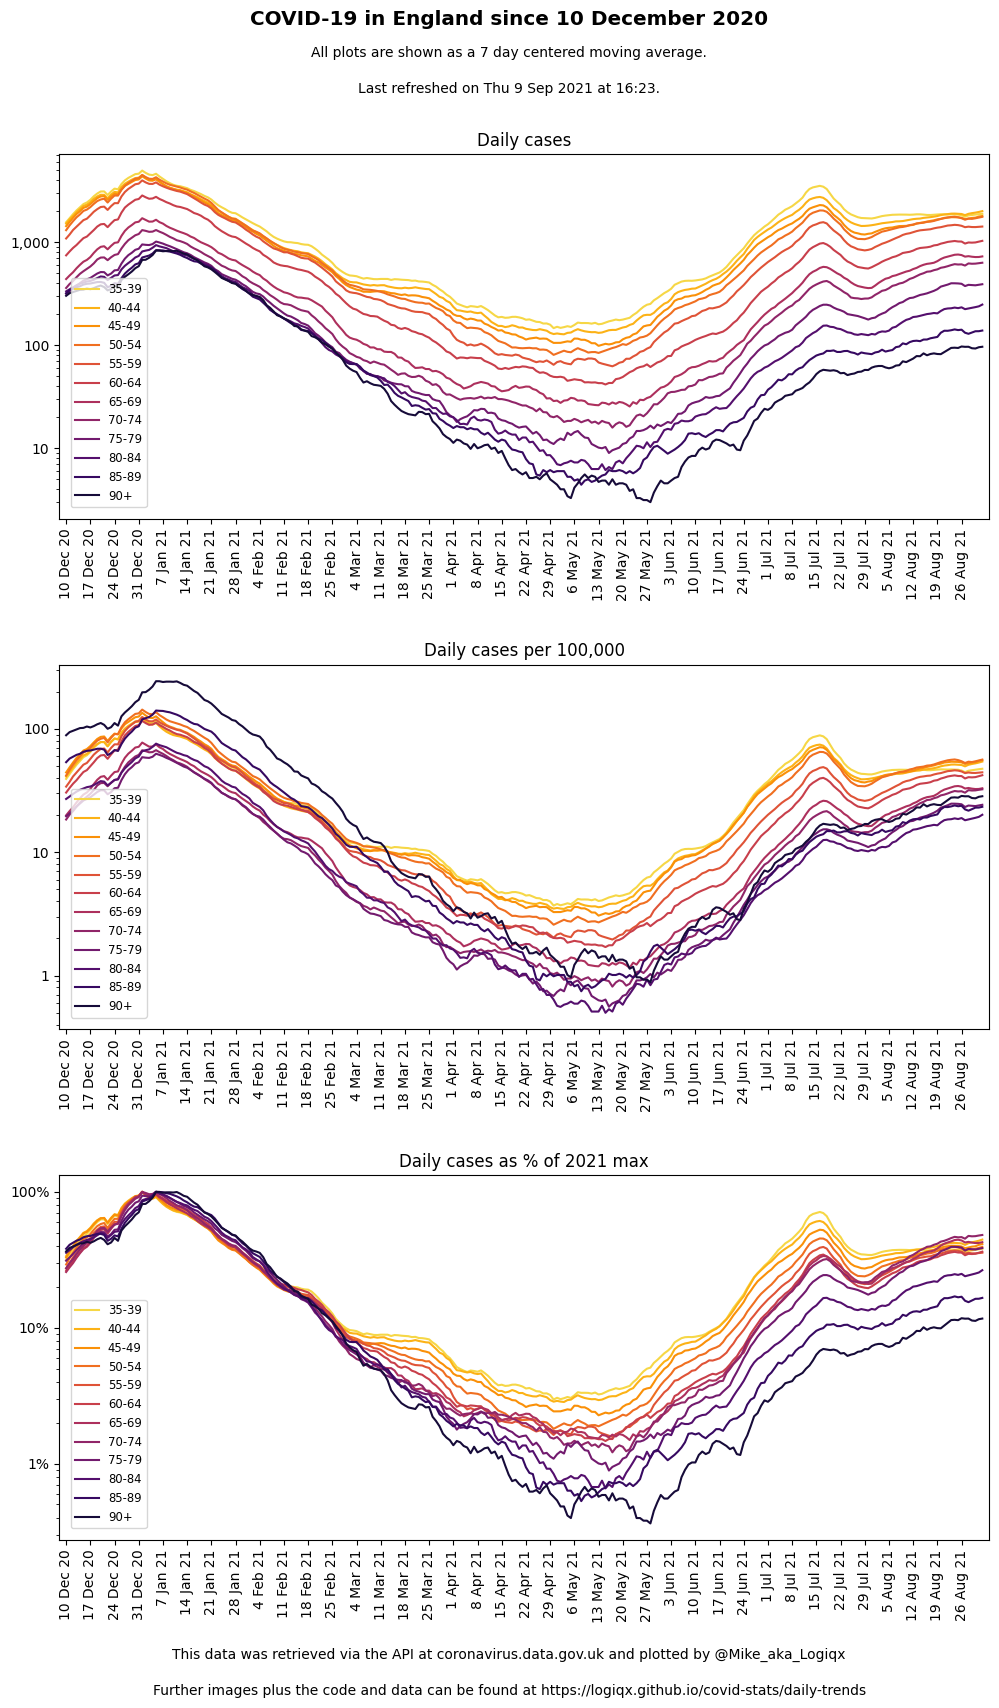 COVID-19 in England since 10 December 2020
All plots are shown as a 7 day centered moving average.
Last refreshed on Thu 9 Sep 2021 at 16:23.
Daily cases
1,000
100
10
35-39
40-44
45-49
50-54
55-59
60-64
65-69
70-74
75-79
80-84
85-89
90+
10 Dec 20
17 Dec 20
24 Dec 20
31 Dec 20
7 Jan 21
14 Jan 21
21 Jan 21
28 Jan 21
4 Feb 21
11 Feb 21
18 Feb 21
25 Feb 21
4 Mar 21
11 Mar 21
18 Mar 21
25 Mar 21
1 Apr 21
8 Apr 21
15 Apr 21
22 Apr 21
29 Apr 21
6 May 21
13 May 21
20 May 21
27 May 21
3 Jun 21
10 Jun 21
17 Jun 21
24 Jun 21
1 Jul 21
8 Jul 21
15 Jul 21
22 Jul 21
29 Jul 21
5 Aug 21
12 Aug 21
19 Aug 21
26 Aug 21
Daily cases per 100,000
100
10
1
35-39
40-44
45-49
50-54
55-59
60-64
65-69
70-74
75-79
80-84
85-89
90+
10 Dec 20
17 Dec 20
24 Dec 20
31 Dec 20
7 Jan 21
14 Jan 21
21 Jan 21
28 Jan 21
4 Feb 21
11 Feb 21
18 Feb 21
25 Feb 21
4 Mar 21
11 Mar 21
18 Mar 21
25 Mar 21
1 Apr 21
8 Apr 21
15 Apr 21
22 Apr 21
29 Apr 21
6 May 21
13 May 21
20 May 21
27 May 21
3 Jun 21
10 Jun 21
17 Jun 21
24 Jun 21
1 Jul 21
8 Jul 21
15 Jul 21
22 Jul 21
29 Jul 21
5 Aug 21
12 Aug 21
19 Aug 21
26 Aug 21
Daily cases as % of 2021 max
100%
10%
1%
35-39
40-44
45-49
50-54
55-59
60-64
65-69
70-74
75-79
80-84
85-89
90+
10 Dec 20
17 Dec 20
24 Dec 20
31 Dec 20
7 Jan 21
14 Jan 21
21 Jan 21
28 Jan 21
4 Feb 21
11 Feb 21
18 Feb 21
25 Feb 21
4 Mar 21
11 Mar 21
18 Mar 21
25 Mar 21
1 Apr 21
8 Apr 21
15 Apr 21
22 Apr 21
29 Apr 21
6 May 21
13 May 21
20 May 21
27 May 21
3 Jun 21
10 Jun 21
17 Jun 21
24 Jun 21
1 Jul 21
8 Jul 21
15 Jul 21
22 Jul 21
29 Jul 21
5 Aug 21
12 Aug 21
19 Aug 21
26 Aug 21
This data was retrieved via the API at coronavirus.data.gov.uk and plotted by @Mike_aka_Logiqx
Further images plus the code and data can be found at https://logiqx.github.io/covid-stats/daily-trends